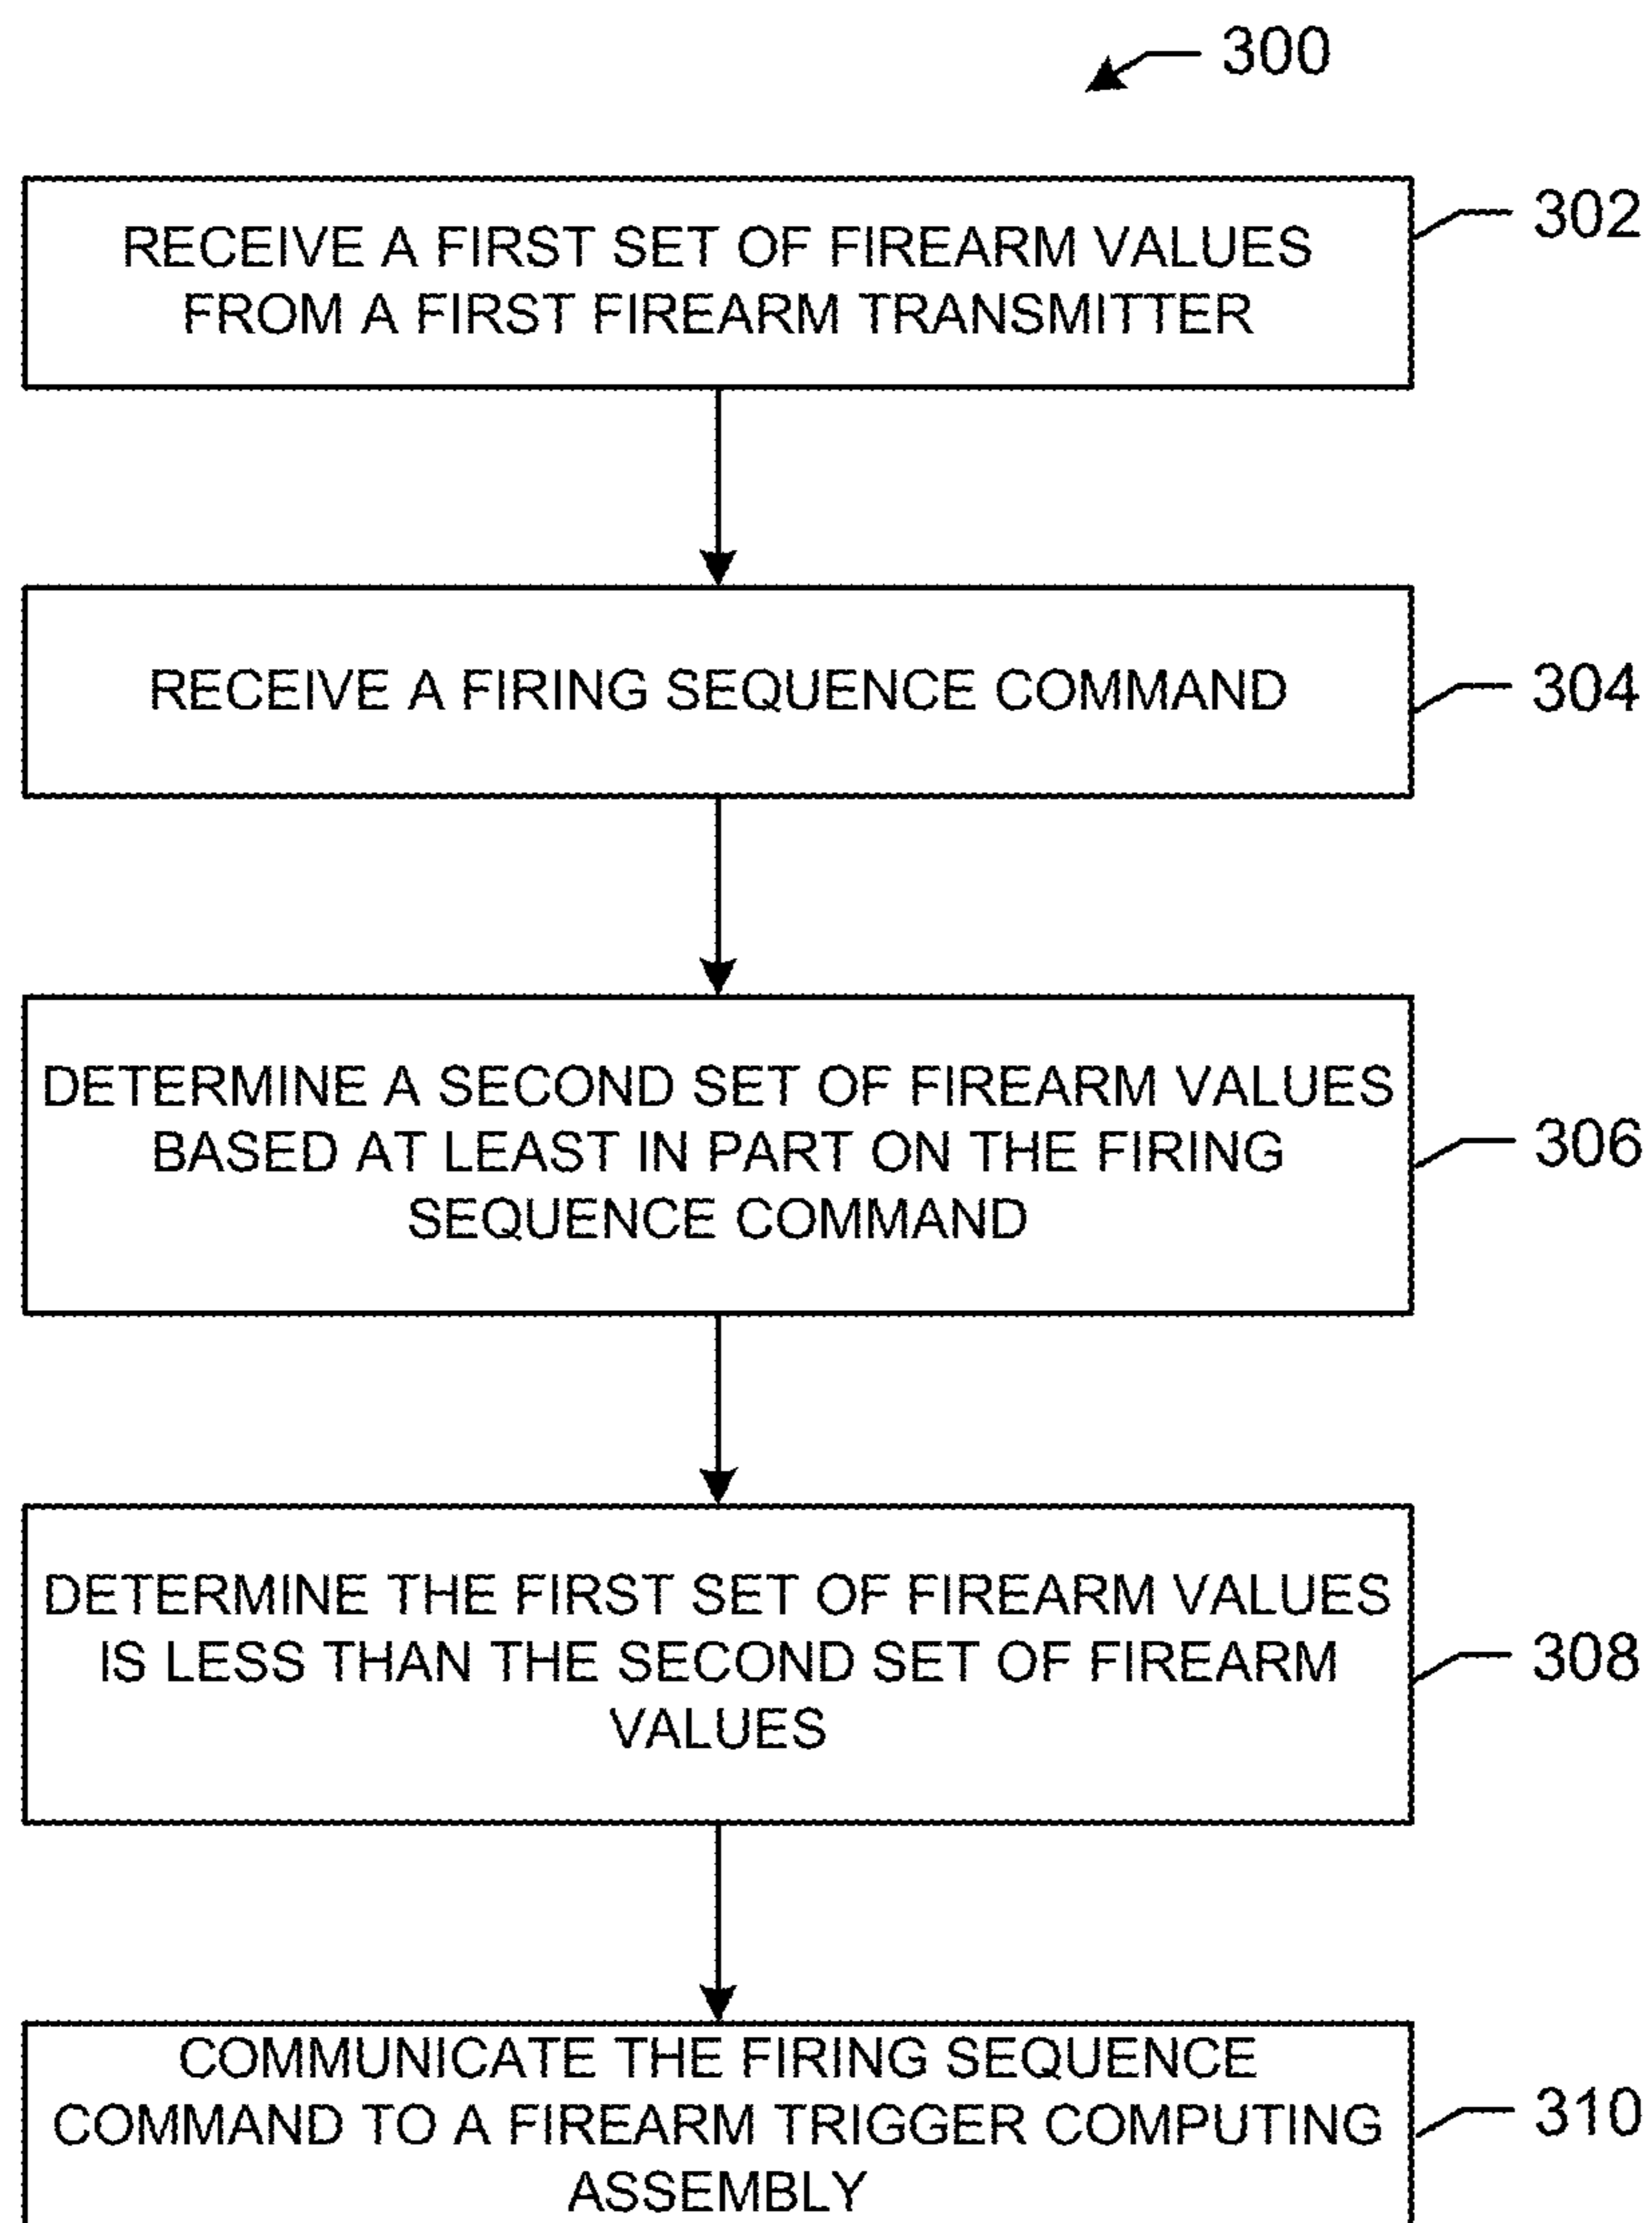 300
RECEIVE A FIRST SET OF FIREARM VALUES
FROM A FIRST FIREARM TRANSMITTER
302
RECEIVE A FIRING SEQUENCE COMMAND
304
DETERMINE A SECOND SET OF FIREARM VALUES
BASED AT LEAST IN PART ON THE FIRING
SEQUENCE COMMAND
306
DETERMINE THE FIRST SET OF FIREARM VALUES
IS LESS THAN THE SECOND SET OF FIREARM
VALUES
308
COMMUNICATE THE FIRING SEQUENCE
COMMAND TO A FIREARM TRIGGER COMPUTING
ASSEMBLY
310